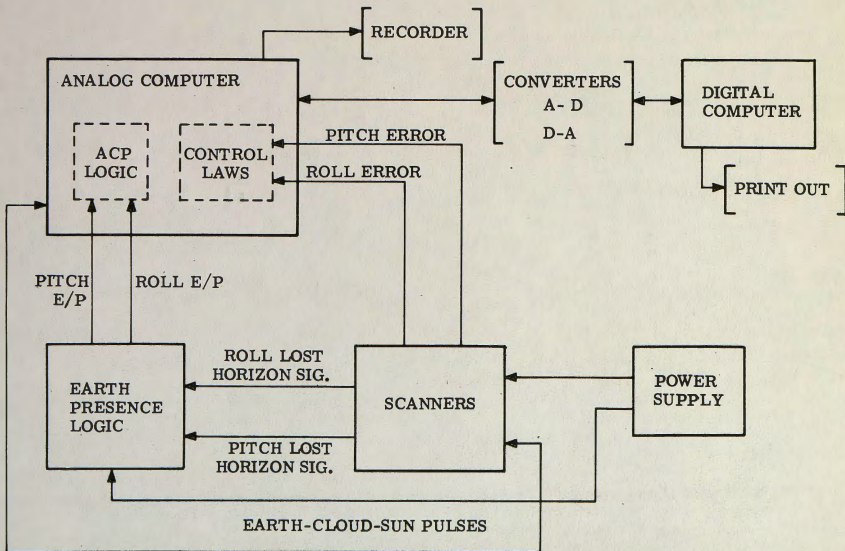 RECORDER
ANALOG COMPUTER
CONVERTERS
A- D
D-A
DIGITAL
COMPUTER
ACP
LOGIC
CONTROL
LAWS
PITCH ERROR
ROLL ERROR
PRINT OUT
PITCH
E/P
ROLL E/P
EARTH
PRESENCE
LOGIC
ROLL LOST
HORIZON SIG.
PITCH LOST
HORIZON SIG.
SCANNERS
POWER
SUPPLY
EARTH-CLOUD-SUN PULSES